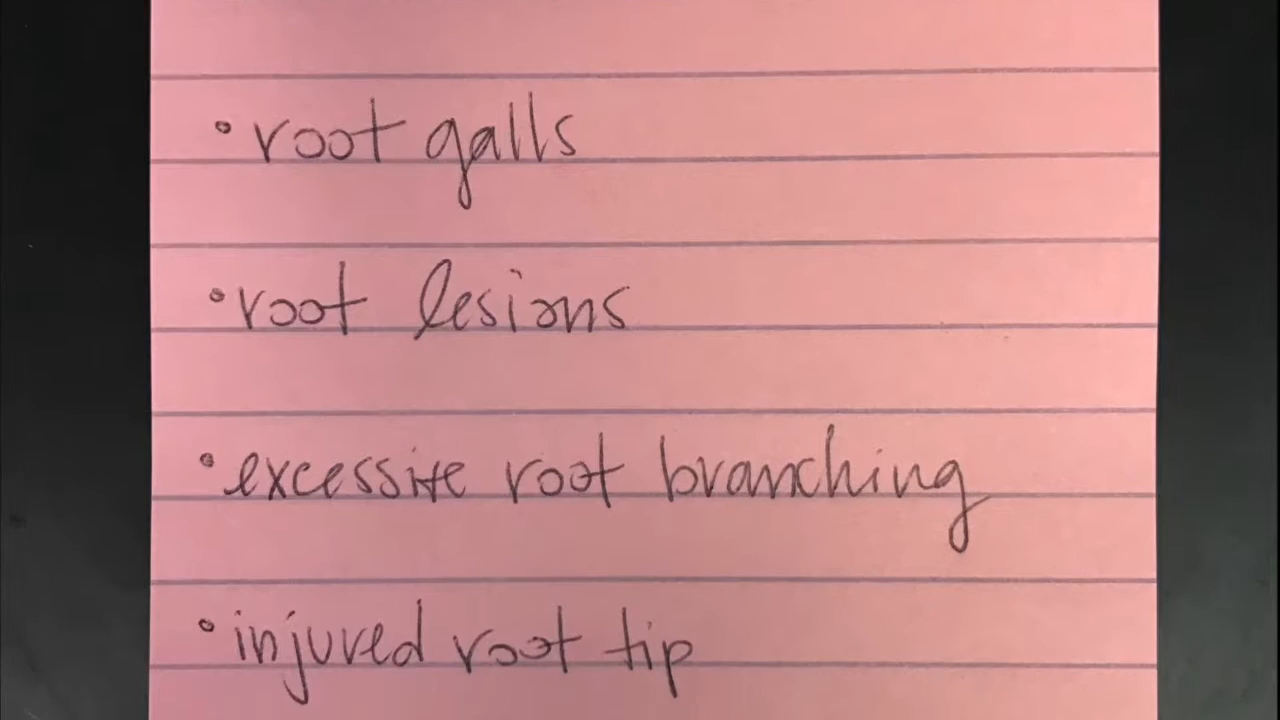 •root galls
•root lesions
•excessive root branching
•injured root tip